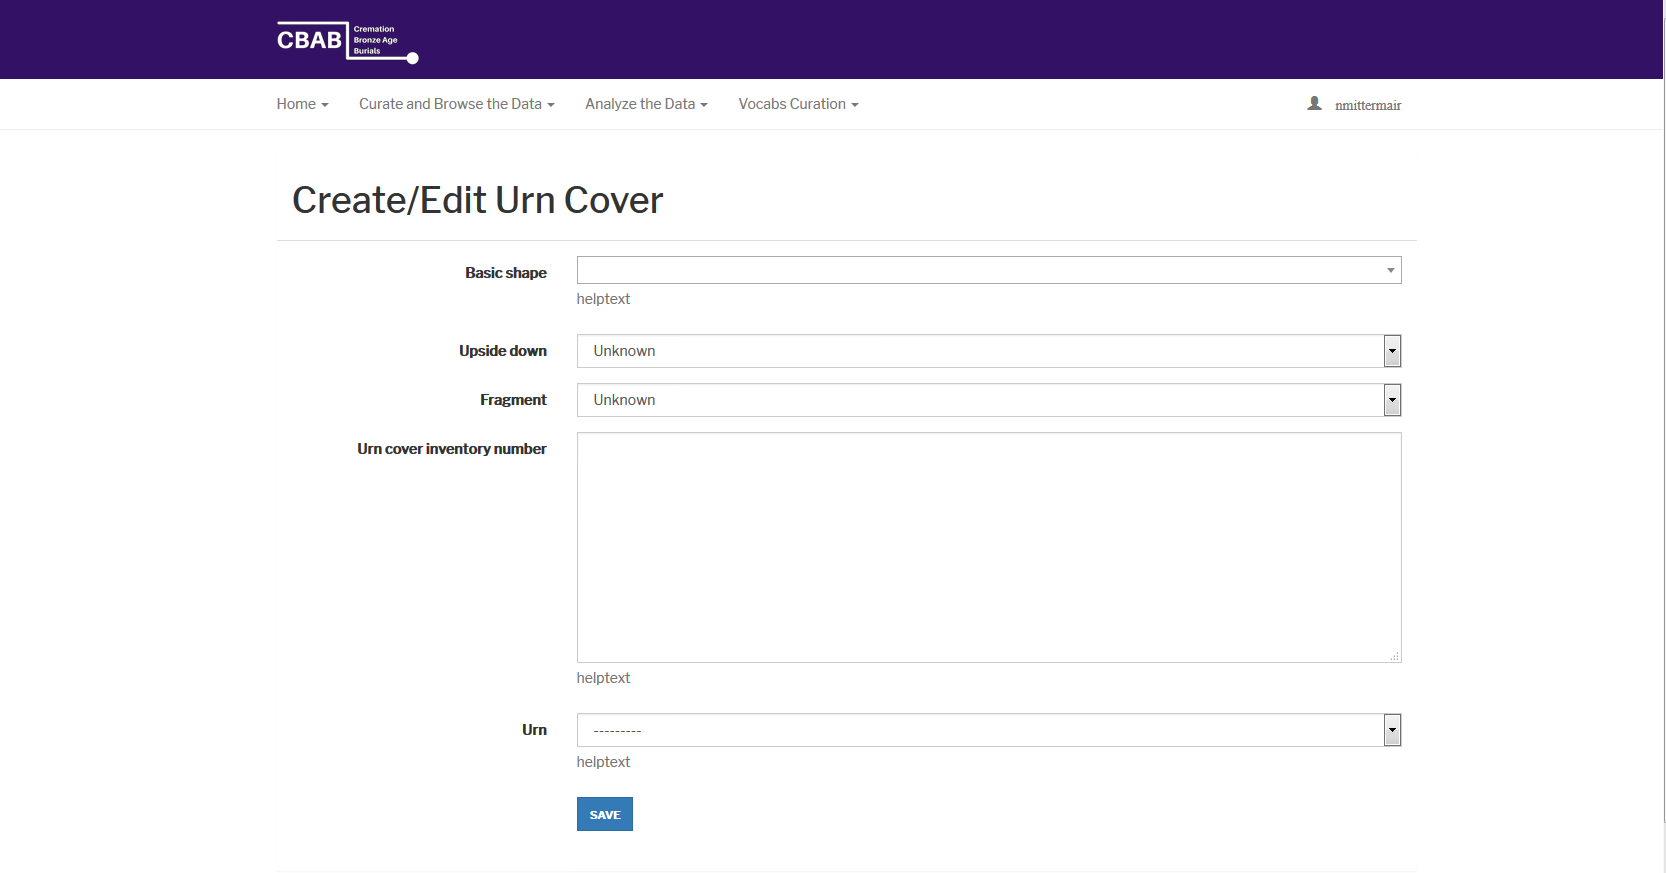 CBAB
Cremation
Bronze Age
Burials
Home
Curate and Browse the Data
Analyze the Data
Vocabs Curation
nmittermair
Create/Edit Urn Cover
Basic shape
helptext
Upside down
Unknown
Fragment
Unknown
Urn cover inventory number
helptext
Urn
---------
helptext
SAVE